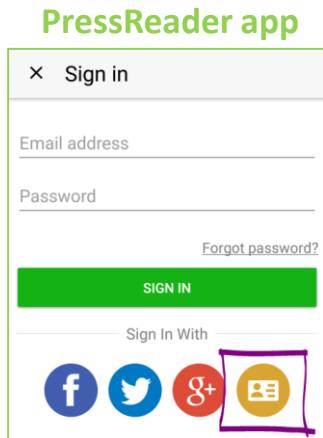 PressReader app
× Sign in
Email address
Password
Forgot password?
SIGN IN
Sign In With
f g+